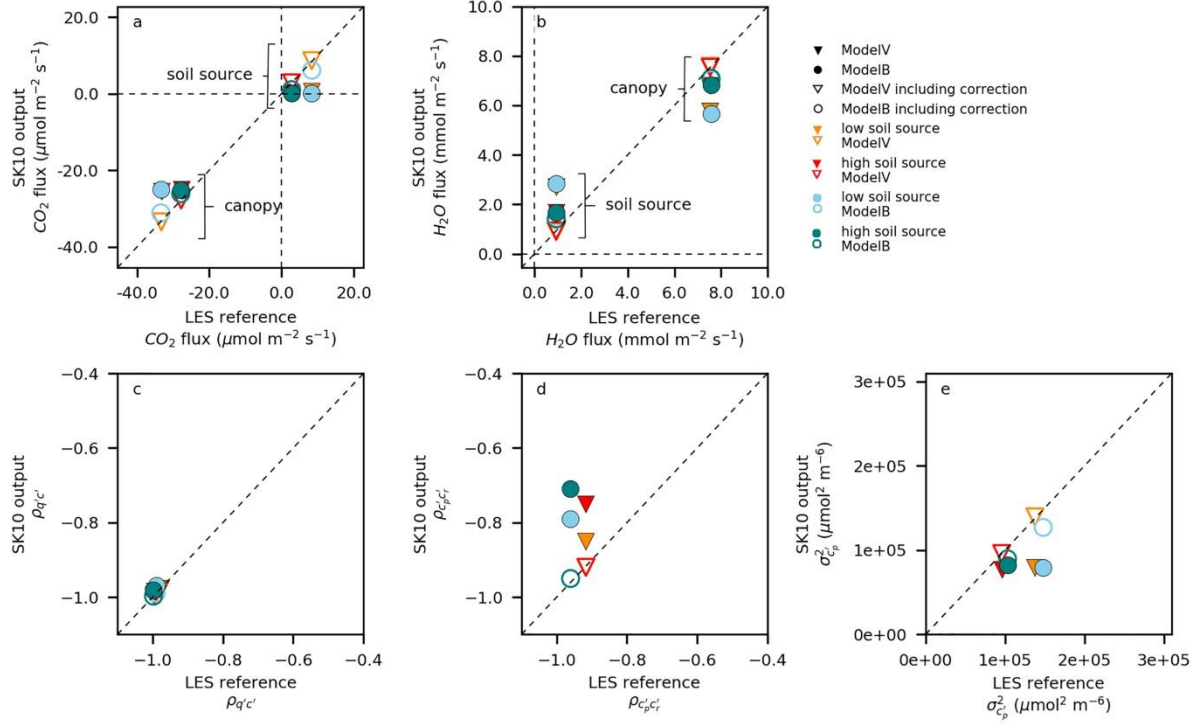 a
20.0
0.0
-20.0
-40.0
soil source
canopy
SK10 output
CO₂ flux (μmol m⁻² s⁻¹)
-40.0 -20.0 0.0 20.0
LES reference
CO₂ flux (μmol m⁻² s⁻¹)
b
10.0
8.0
6.0
4.0
2.0
0.0
canopy
soil source
SK10 output
H₂O flux (mmol m⁻² s⁻¹)
0.0 2.0 4.0 6.0 8.0 10.0
LES reference
H₂O flux (mmol m⁻² s⁻¹)
ModelV
ModelB
ModelV including correction
ModelB including correction
low soil source
ModelV
high soil source
ModelV
low soil source
ModelB
high soil source
ModelB
c
−0.4
−0.6
−0.8
−1.0
SK10 output
ρq′c′
−1.0 −0.8 −0.6 −0.4
LES reference
ρq′c′
d
−0.4
−0.6
−0.8
−1.0
SK10 output
ρc′pc′r
−1.0 −0.8 −0.6 −0.4
LES reference
ρc′pc′r
e
3e+05
2e+05
1e+05
0e+00
SK10 output
σ²c′p (μmol² m⁻⁶)
0e+00 1e+05 2e+05 3e+05
LES reference
σ²c′p (μmol² m⁻⁶)